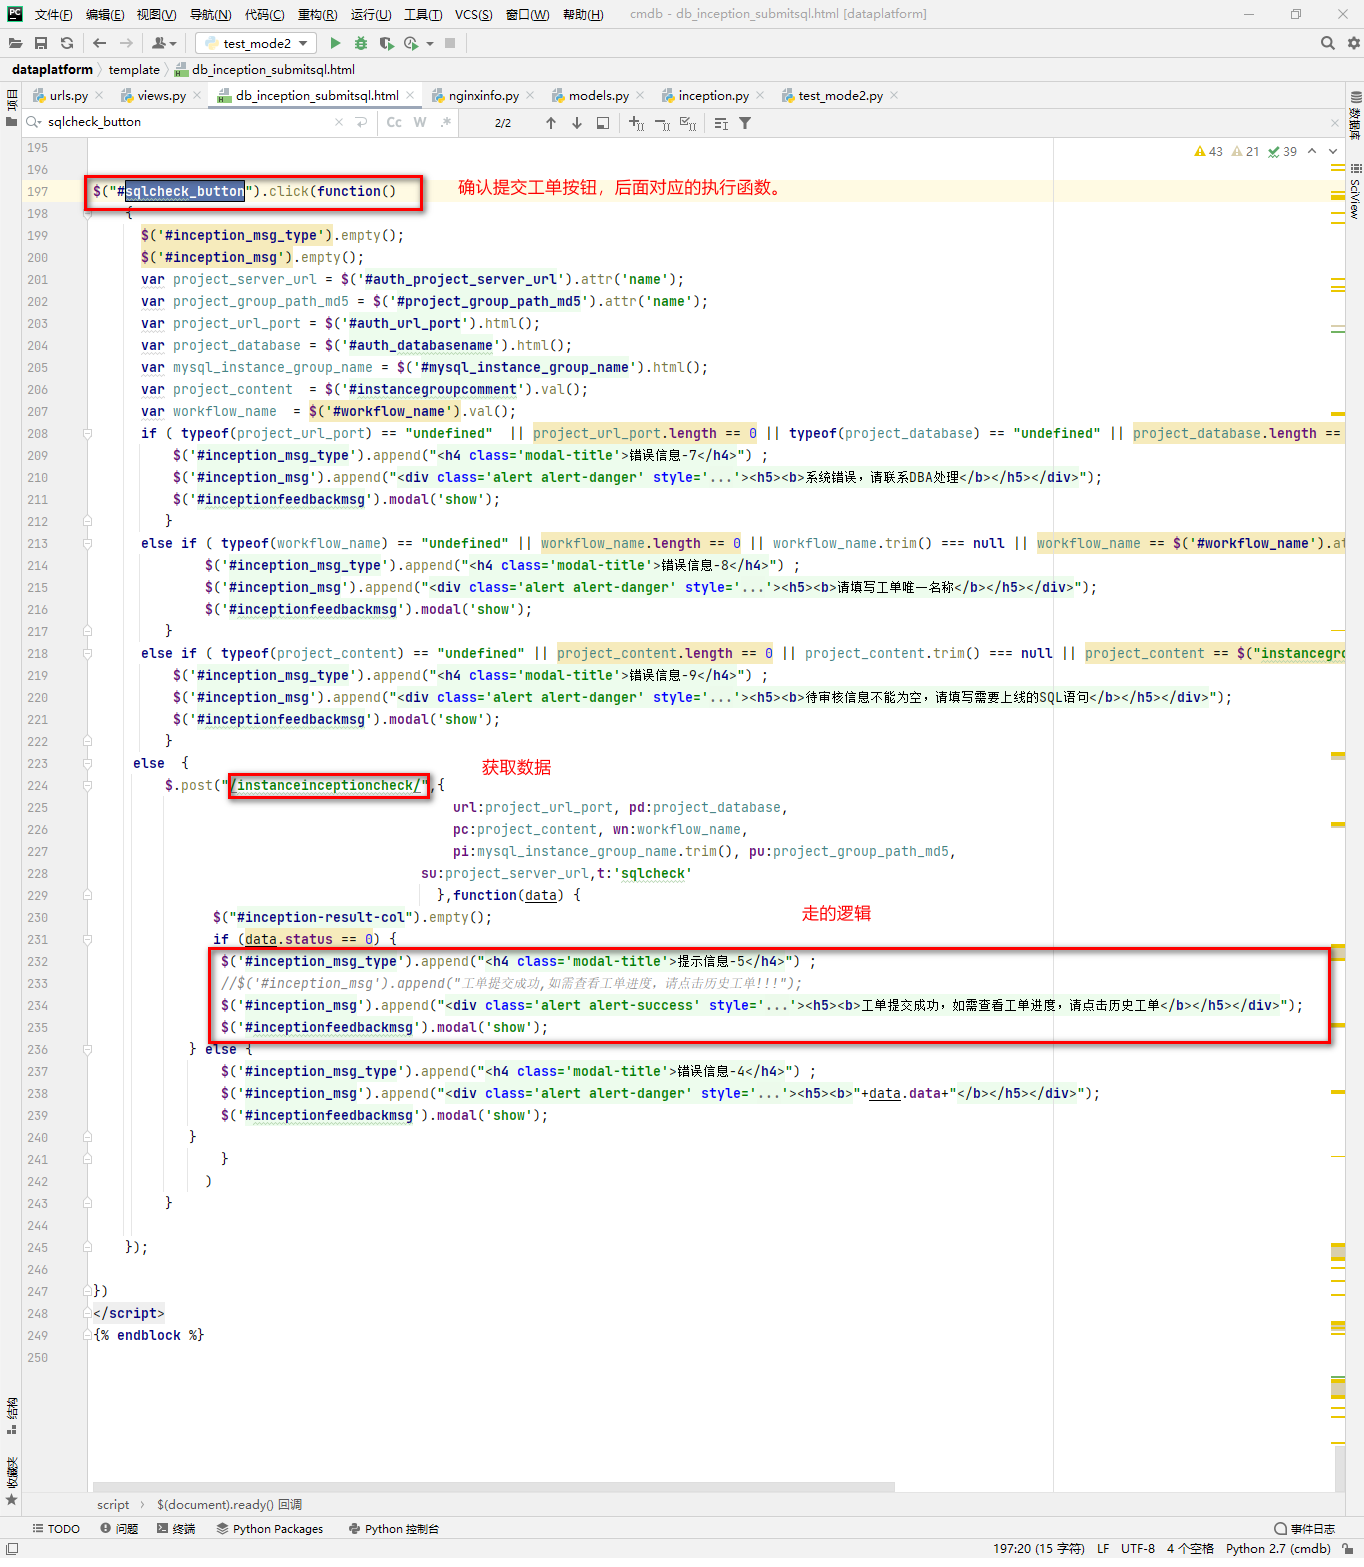 PC 文件(F) 编辑(E) 视图(V) 导航(N) 代码(C) 重构(R) 运行(U) 工具(T) VCS(S) 窗口(W) 帮助(H) cmdb - db_inception_submitsql.html [dataplatform]
test_mode2
dataplatform template db_inception_submitsql.html
urls.py views.py db_inception_submitsql.html nginxinfo.py models.py inception.py test_mode2.py
sqlcheck_button Cc W .* 2/2
43 21 39
项目
数据库
SciView
结构
收藏夹
195
196
197 $("#sqlcheck_button").click(function() 确认提交工单按钮，后面对应的执行函数。
198 {
199 $('#inception_msg_type').empty();
200 $('#inception_msg').empty();
201 var project_server_url = $('#auth_project_server_url').attr('name');
202 var project_group_path_md5 = $('#project_group_path_md5').attr('name');
203 var project_url_port = $('#auth_url_port').html();
204 var project_database = $('#auth_databasename').html();
205 var mysql_instance_group_name = $('#mysql_instance_group_name').html();
206 var project_content  = $('#instancegroupcomment').val();
207 var workflow_name  = $('#workflow_name').val();
208 if ( typeof(project_url_port) == "undefined"  || project_url_port.length == 0 || typeof(project_database) == "undefined" || project_database.length ==
209 $('#inception_msg_type').append("<h4 class='modal-title'>错误信息-7</h4>") ;
210 $('#inception_msg').append("<div class='alert alert-danger' style='...'><h5><b>系统错误，请联系DBA处理</b></h5></div>");
211 $('#inceptionfeedbackmsg').modal('show');
212 }
213 else if ( typeof(workflow_name) == "undefined" || workflow_name.length == 0 || workflow_name.trim() === null || workflow_name == $('#workflow_name').at
214 $('#inception_msg_type').append("<h4 class='modal-title'>错误信息-8</h4>") ;
215 $('#inception_msg').append("<div class='alert alert-danger' style='...'><h5><b>请填写工单唯一名称</b></h5></div>");
216 $('#inceptionfeedbackmsg').modal('show');
217 }
218 else if ( typeof(project_content) == "undefined" || project_content.length == 0 || project_content.trim() === null || project_content == $("instancegro
219 $('#inception_msg_type').append("<h4 class='modal-title'>错误信息-9</h4>") ;
220 $('#inception_msg').append("<div class='alert alert-danger' style='...'><h5><b>待审核信息不能为空，请填写需要上线的SQL语句</b></h5></div>");
221 $('#inceptionfeedbackmsg').modal('show');
222 }
223 else  { 获取数据
224 $.post("/instanceinceptioncheck/",{
225 url:project_url_port, pd:project_database,
226 pc:project_content, wn:workflow_name,
227 pi:mysql_instance_group_name.trim(), pu:project_group_path_md5,
228 su:project_server_url,t:'sqlcheck'
229 },function(data) {
230 $("#inception-result-col").empty(); 走的逻辑
231 if (data.status == 0) {
232 $('#inception_msg_type').append("<h4 class='modal-title'>提示信息-5</h4>") ;
233 //$('#inception_msg').append("工单提交成功,如需查看工单进度，请点击历史工单!!!");
234 $('#inception_msg').append("<div class='alert alert-success' style='...'><h5><b>工单提交成功，如需查看工单进度，请点击历史工单</b></h5></div>");
235 $('#inceptionfeedbackmsg').modal('show');
236 } else {
237 $('#inception_msg_type').append("<h4 class='modal-title'>错误信息-4</h4>") ;
238 $('#inception_msg').append("<div class='alert alert-danger' style='...'><h5><b>"+data.data+"</b></h5></div>");
239 $('#inceptionfeedbackmsg').modal('show');
240 }
241 }
242 )
243 }
244
245 });
246
247 })
248 </script>
249 {% endblock %}
250
script $(document).ready() 回调
TODO 问题 终端 Python Packages Python 控制台 事件日志
197:20 (15 字符) LF UTF-8 4 个空格 Python 2.7 (cmdb)